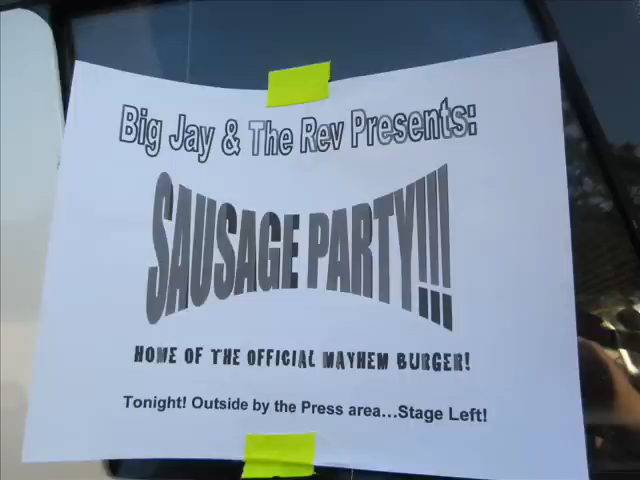 Big Jay & The Rev Presents:
SAUSAGE PARTY!!!
HOME OF THE OFFICIAL MAYHEM BURGER!
Tonight! Outside by the Press area...Stage Left!